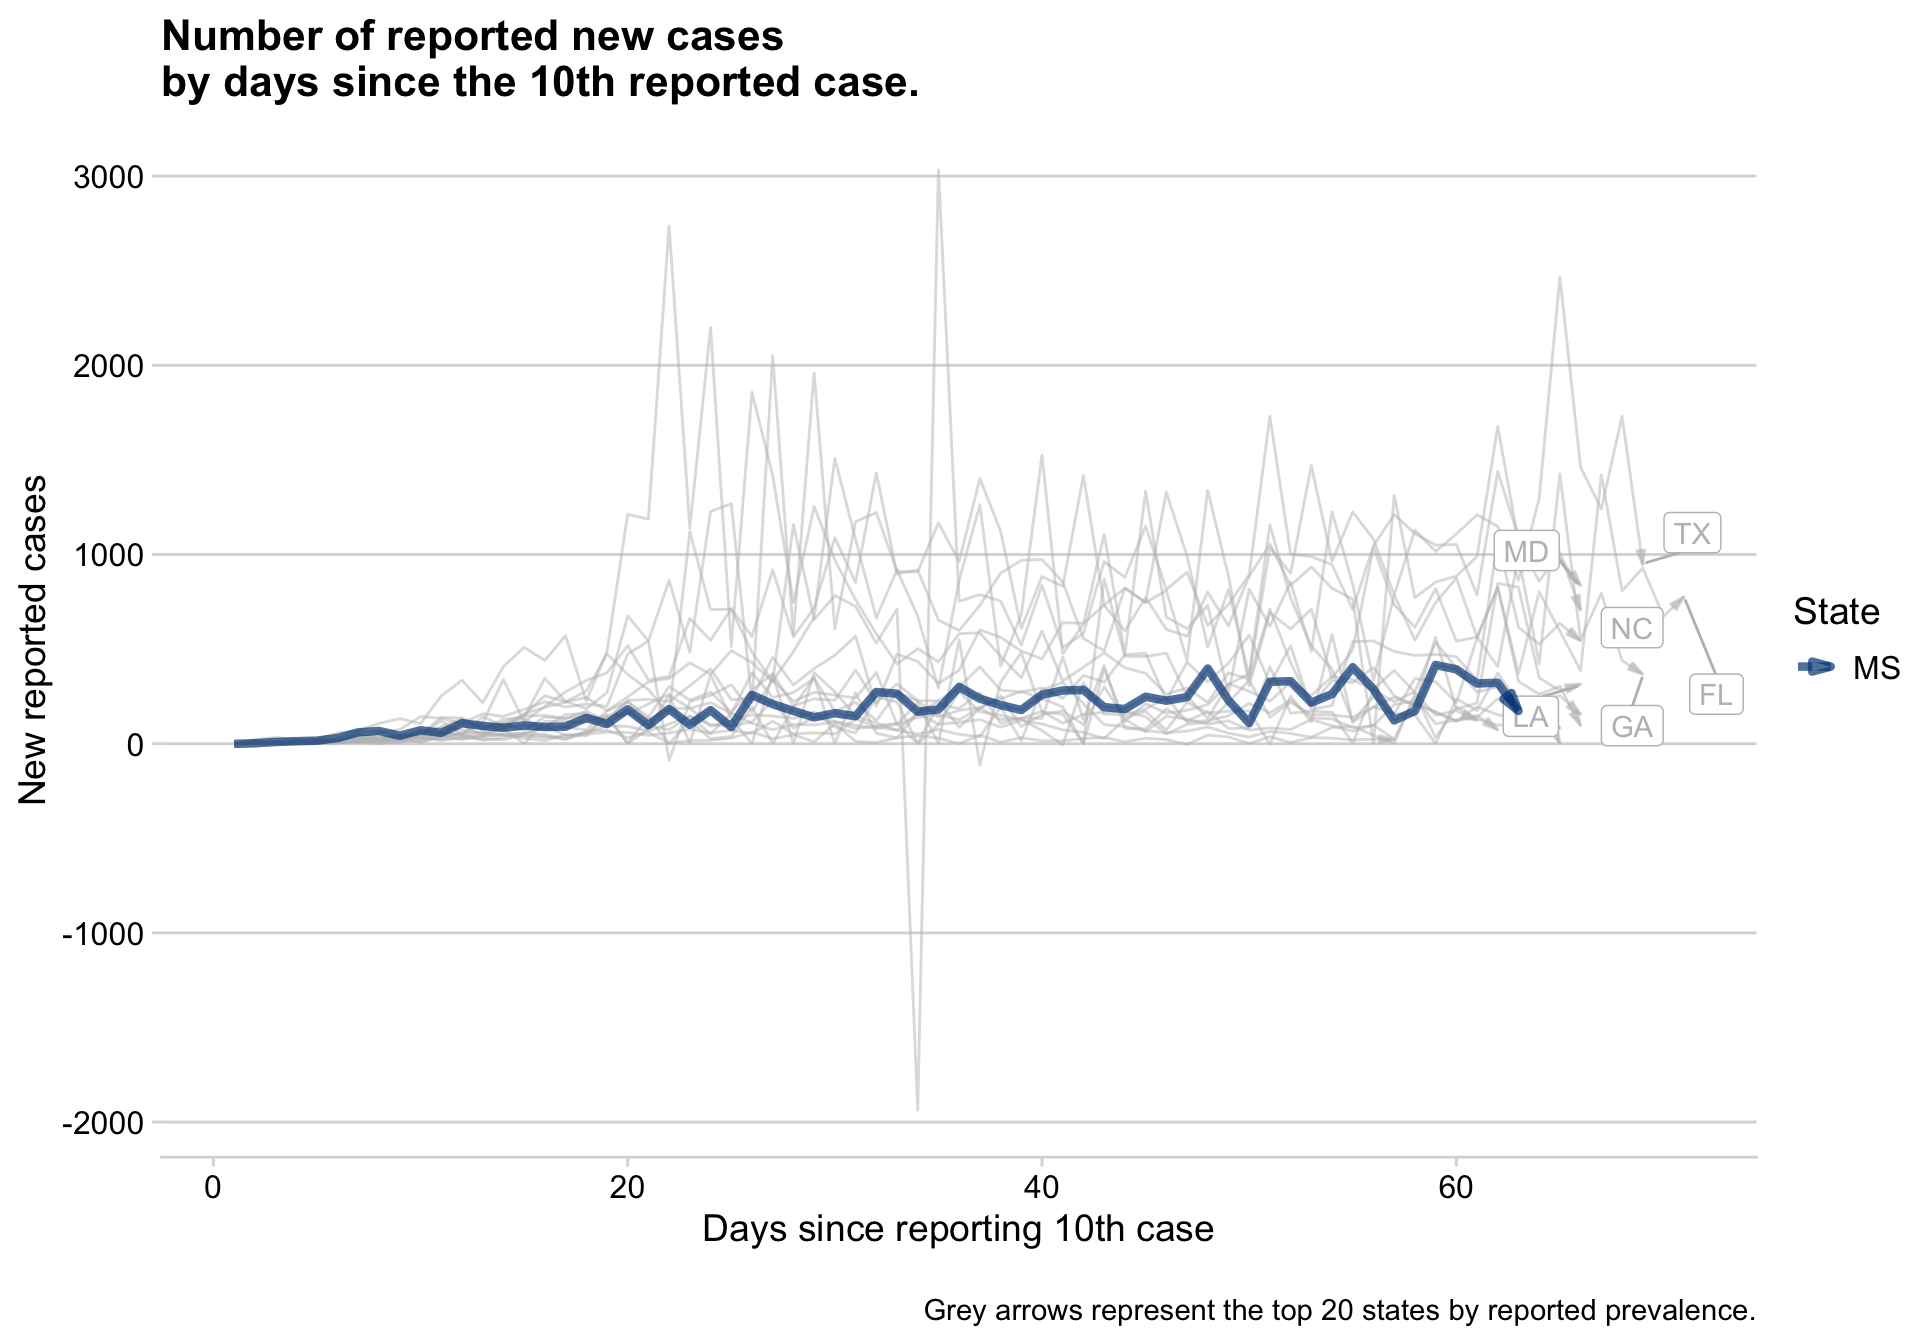 Number of reported new cases
by days since the 10th reported case.
New reported cases
3000
2000
1000
0
-1000
-2000
MD
TX
NC
FL
LA
GA
State
MS
0
20
40
60
Days since reporting 10th case
Grey arrows represent the top 20 states by reported prevalence.